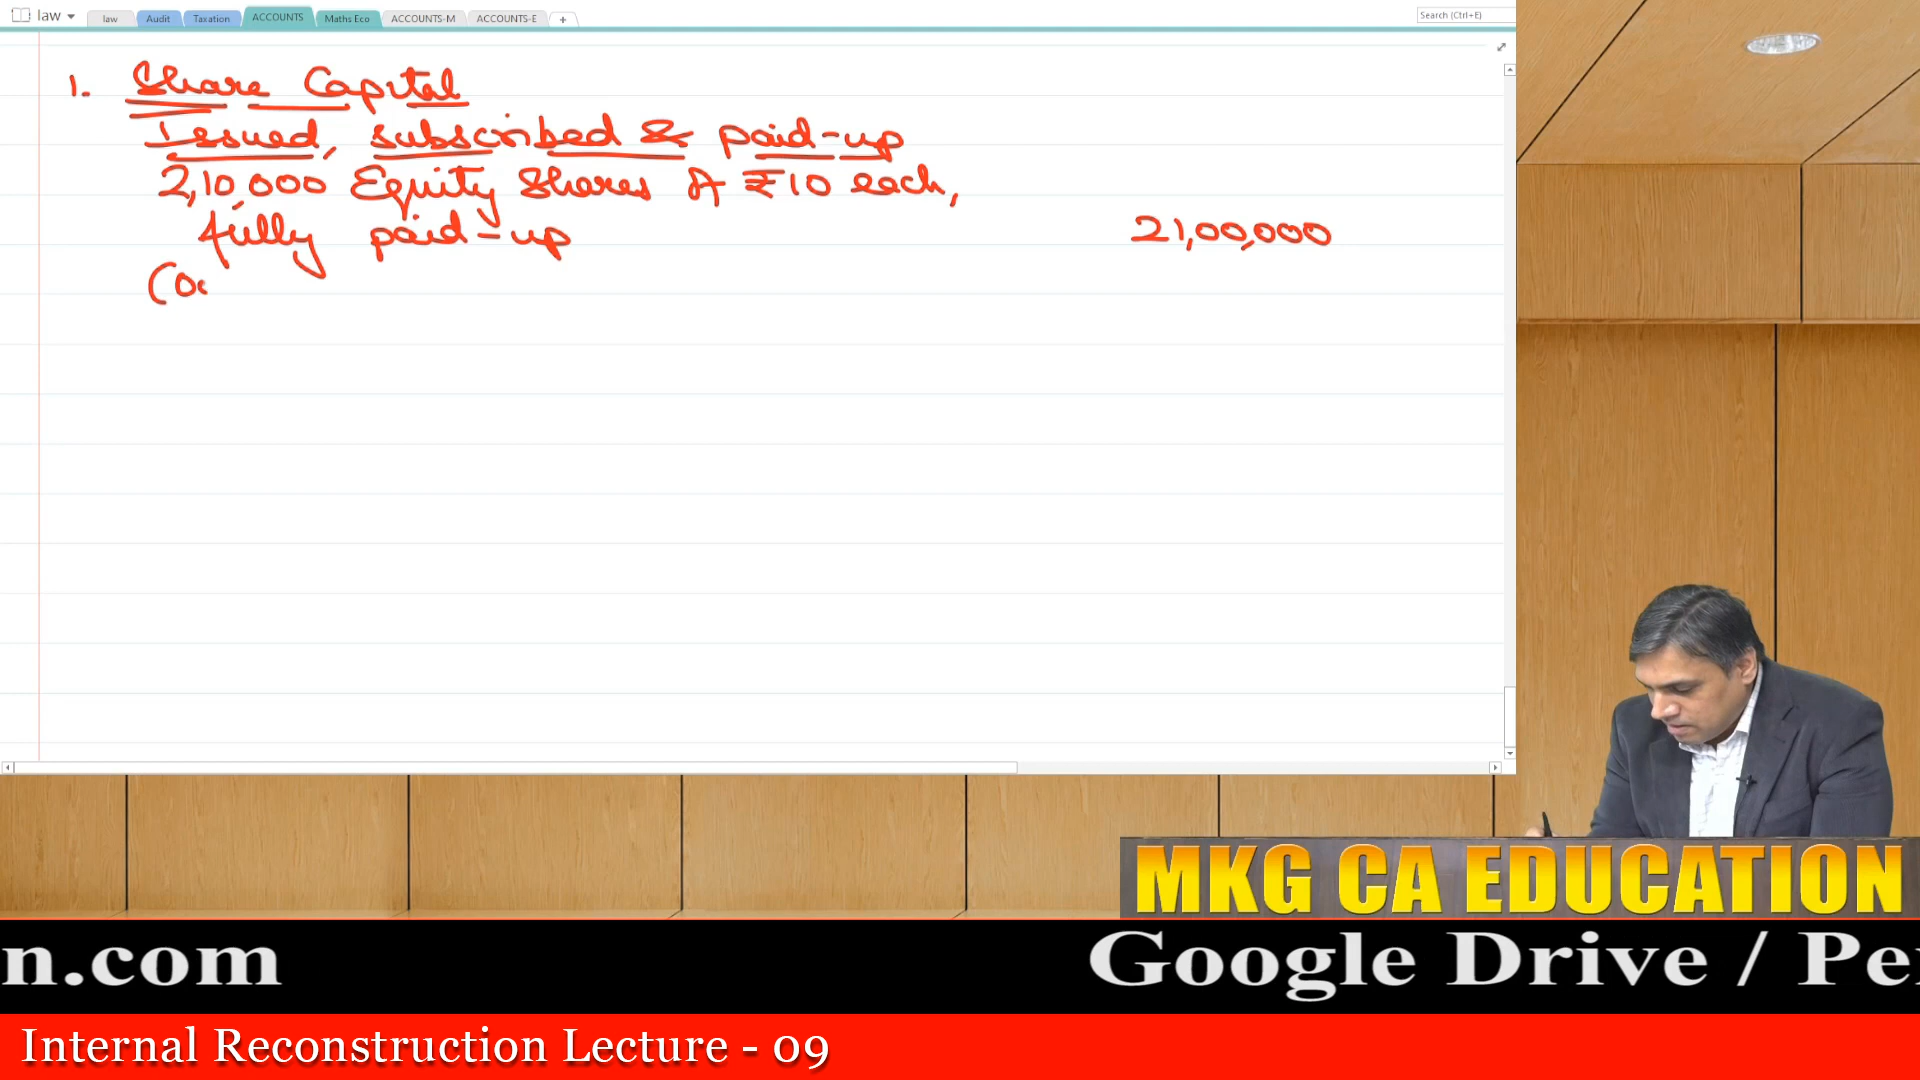 law law Audit Taxation ACCOUNTS Maths Eco ACCOUNTS-M ACCOUNTS-E +
Search (Ctrl+E)
1. Share Capital
Issued, subscribed & paid-up
2,10,000 Equity Shares of ₹10 each,
fully paid-up 21,00,000
MKG CA EDUCATION
n.com Google Drive / Pe
Internal Reconstruction Lecture - 09